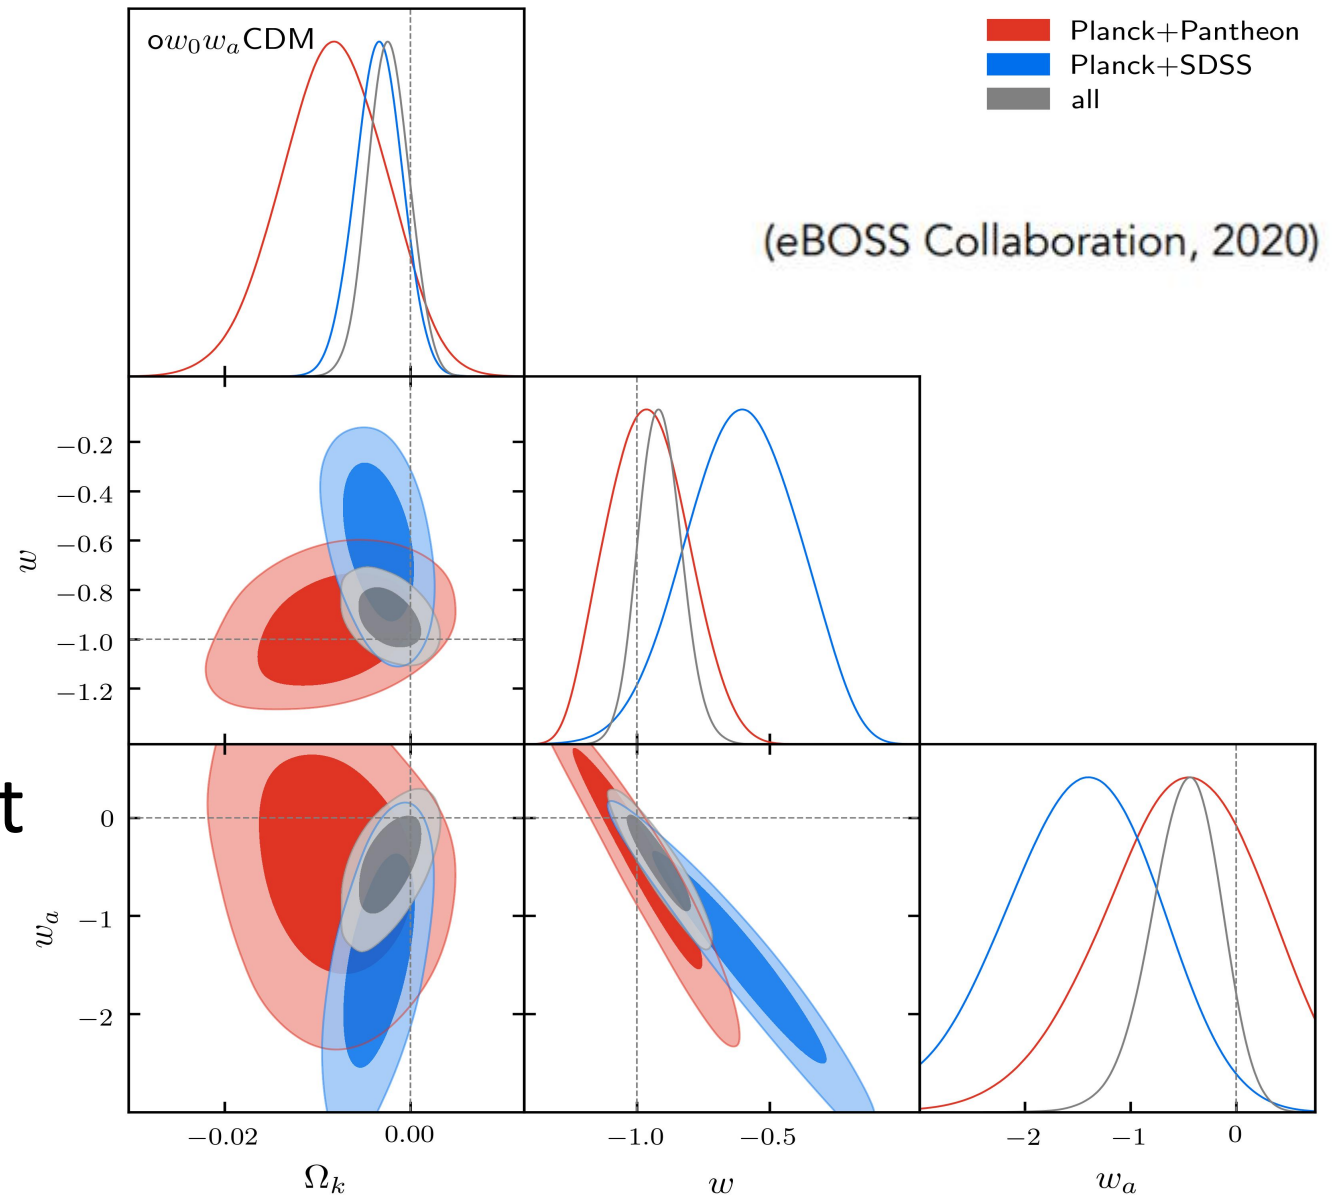 ow₀wₐCDM
Planck+Pantheon
Planck+SDSS
all
(eBOSS Collaboration, 2020)
−0.2
−0.4
−0.6
−0.8
−1.0
−1.2
w
t
0
−1
−2
wₐ
−0.02 0.00
−1.0 −0.5
−2 −1 0
Ωₖ
w
wₐ